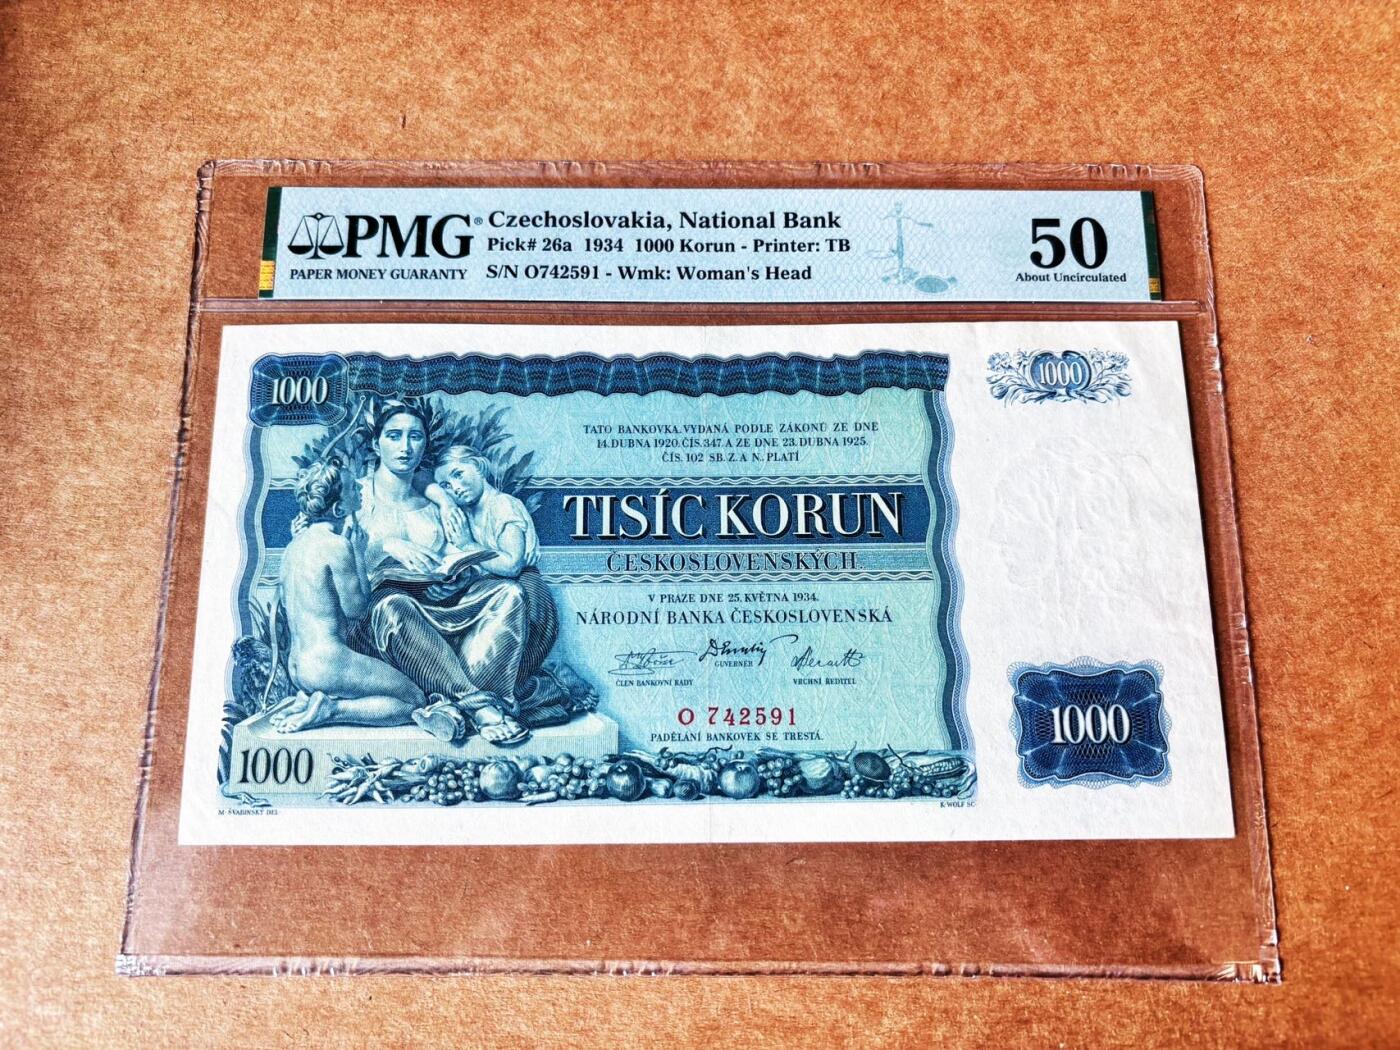 PMG®
PAPER MONEY GUARANTY
Czechoslovakia, National Bank
Pick# 26a 1934 1000 Korun - Printer: TB
S/N O742591 - Wmk: Woman's Head
50
About Uncirculated
1000
1000
TATO BANKOVKA, VYDANÁ PODLE ZÁKONŮ ZE DNE
14. DUBNA 1920, ČÍS. 347. A ZE DNE 23. DUBNA 1925.
ČÍS. 102 SB. Z. A N., PLATÍ
TISÍC KORUN
ČESKOSLOVENSKÝCH.
V PRAZE DNE 25. KVĚTNA 1934.
NÁRODNÍ BANKA ČESKOSLOVENSKÁ
ČLEN BANKOVNÍ RADY
GUVERNÉR
VRCHNÍ ŘEDITEL
O 742591
PADĚLÁNÍ BANKOVEK SE TRESTÁ.
1000
1000
M. ŠVABINSKÝ DEL.
K. WOLF SC.